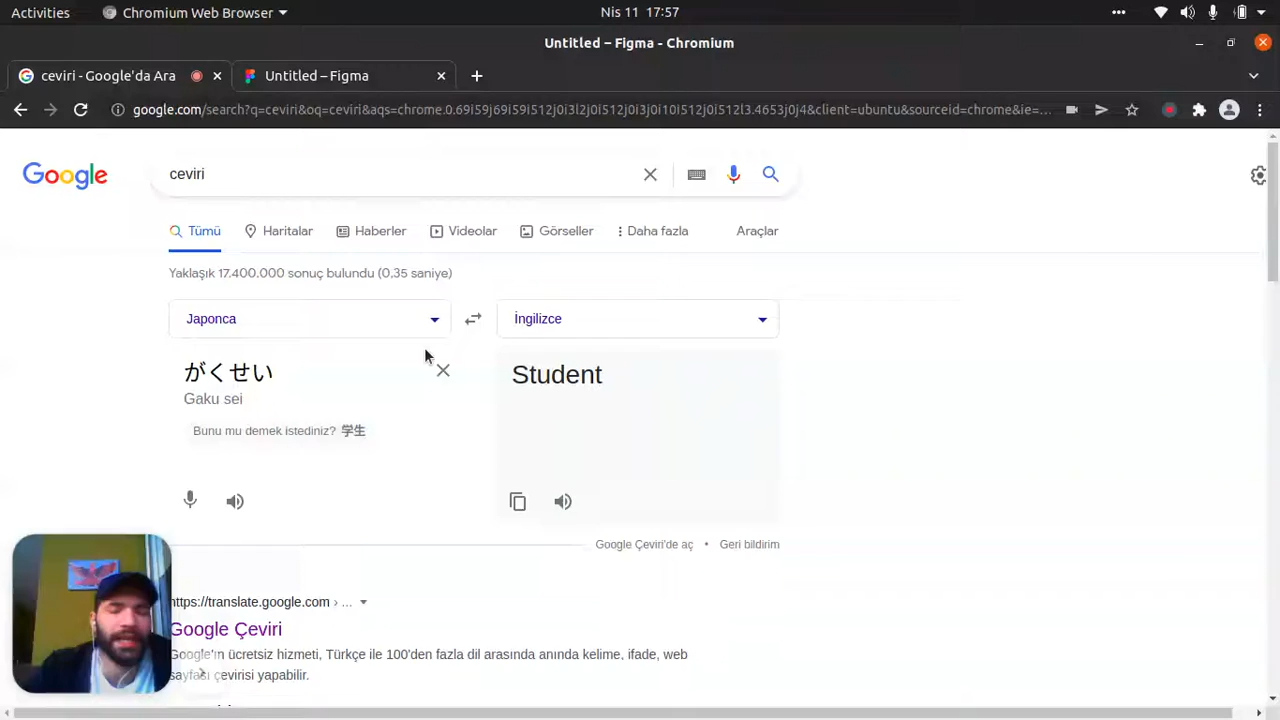 Activities Chromium Web Browser Nis 11 17:57
Untitled – Figma - Chromium
ceviri - Google'da Ara Untitled – Figma
google.com/search?q=ceviri&oq=ceviri&aqs=chrome.0.69i59j69i59i512j0i3l2j0i512j0i3j0i10i512j0i512l3.4653j0j4&client=ubuntu&sourceid=chrome&ie=...
Google ceviri
Tümü Haritalar Haberler Videolar Görseller Daha fazla Araçlar
Yaklaşık 17.400.000 sonuç bulundu (0,35 saniye)
Japonca İngilizce
がくせい Student
Gaku sei
Bunu mu demek istediniz? 学生
Google Çeviri'de aç • Geri bildirim
https://translate.google.com › ...
Google Çeviri
Google'ın ücretsiz hizmeti, Türkçe ile 100'den fazla dil arasında anında kelime, ifade, web
sayfası çevirisi yapabilir.